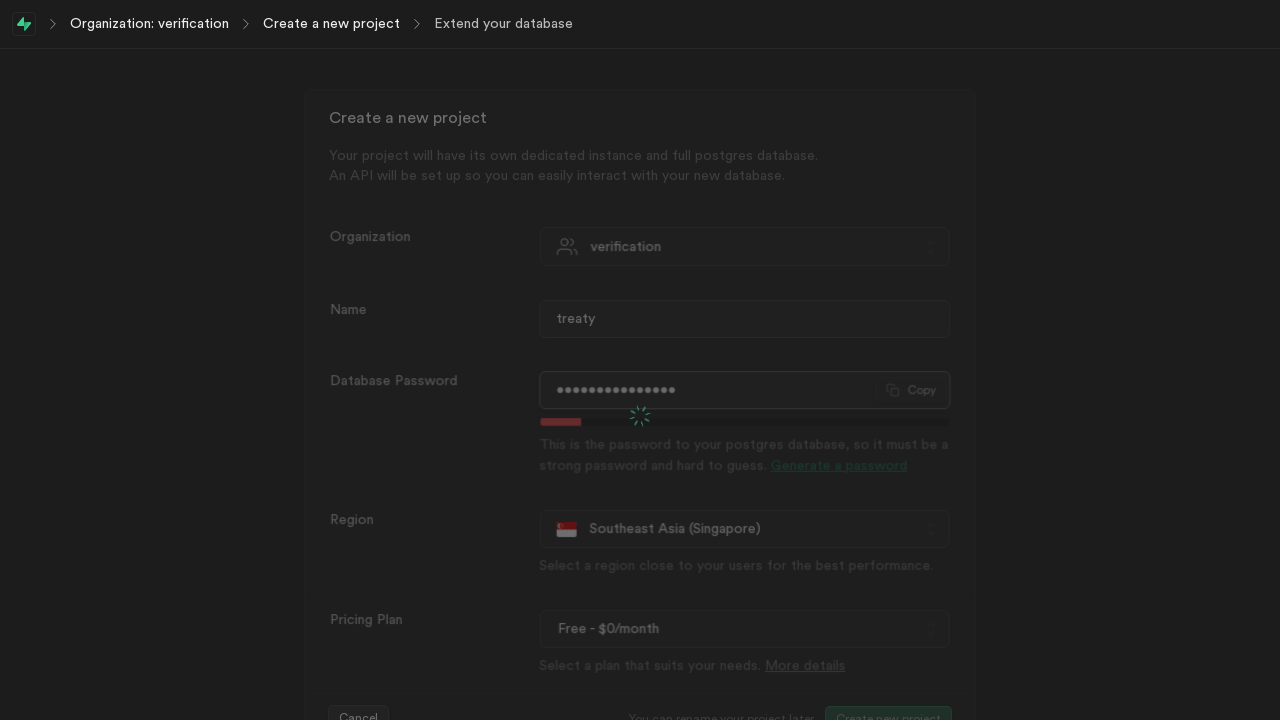 Organization: verification
Create a new project
Extend your database
Create a new project
Your project will have its own dedicated instance and full postgres database.
An API will be set up so you can easily interact with your new database.
Organization
verification
Name
treaty
Database Password
•••••••••••••••
Copy
This is the password to your postgres database, so it must be a
strong password and hard to guess. Generate a password
Region
Southeast Asia (Singapore)
Select a region close to your users for the best performance.
Pricing Plan
Free - $0/month
Select a plan that suits your needs. More details
Cancel
You can rename your project later
Create new project